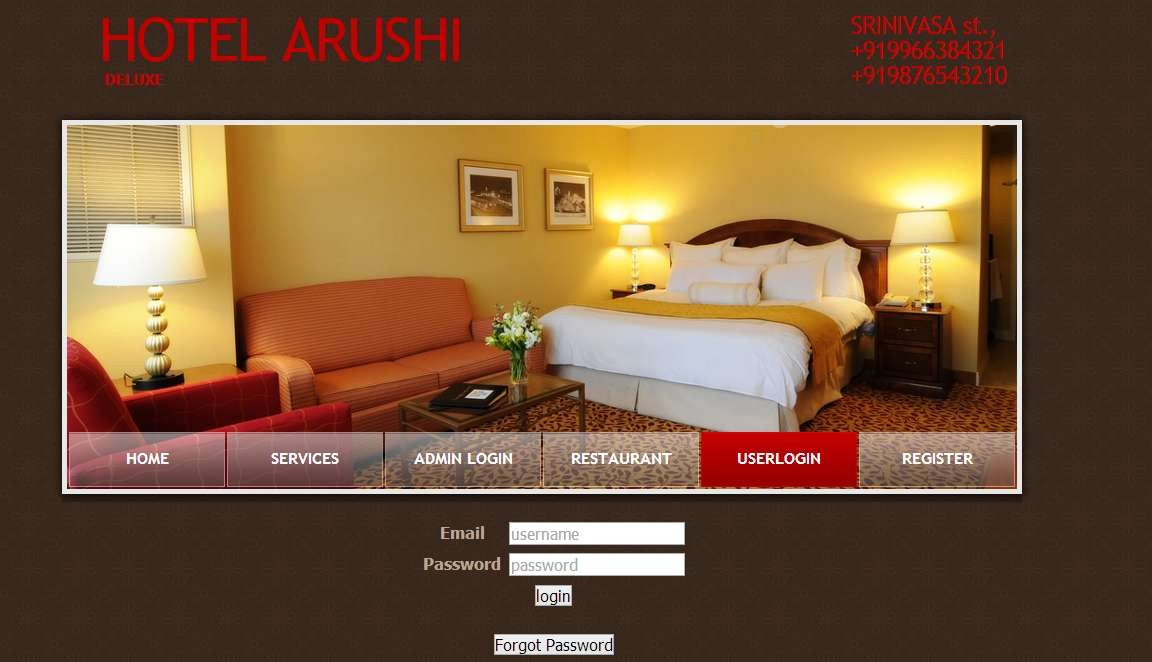 HOTEL ARUSHI
DELUXE
SRINIVASA st.,
+919966384321
+919876543210
HOME
SERVICES
ADMIN LOGIN
RESTAURANT
USERLOGIN
REGISTER
Email
username
Password
password
login
Forgot Password